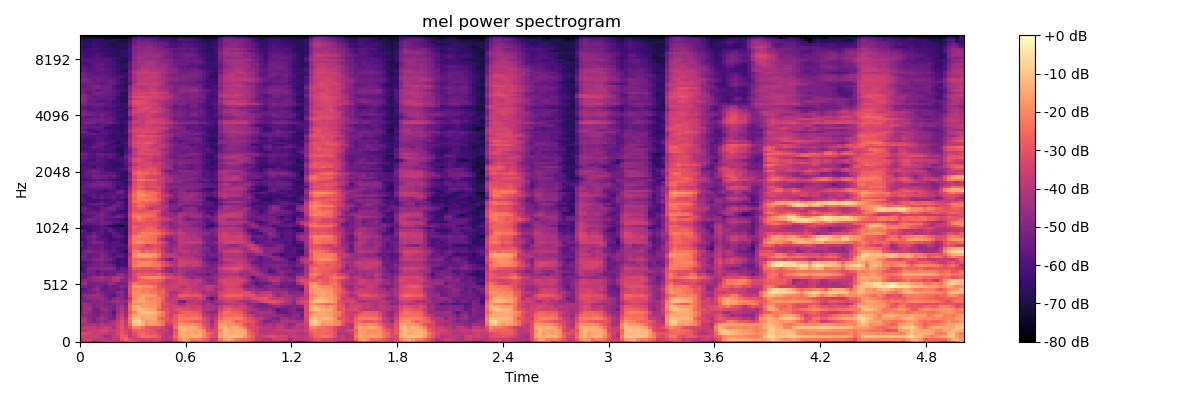 mel power spectrogram
Hz
8192
4096
2048
1024
512
0
0 0.6 1.2 1.8 2.4 3 3.6 4.2 4.8
Time
+0 dB
-10 dB
-20 dB
-30 dB
-40 dB
-50 dB
-60 dB
-70 dB
-80 dB